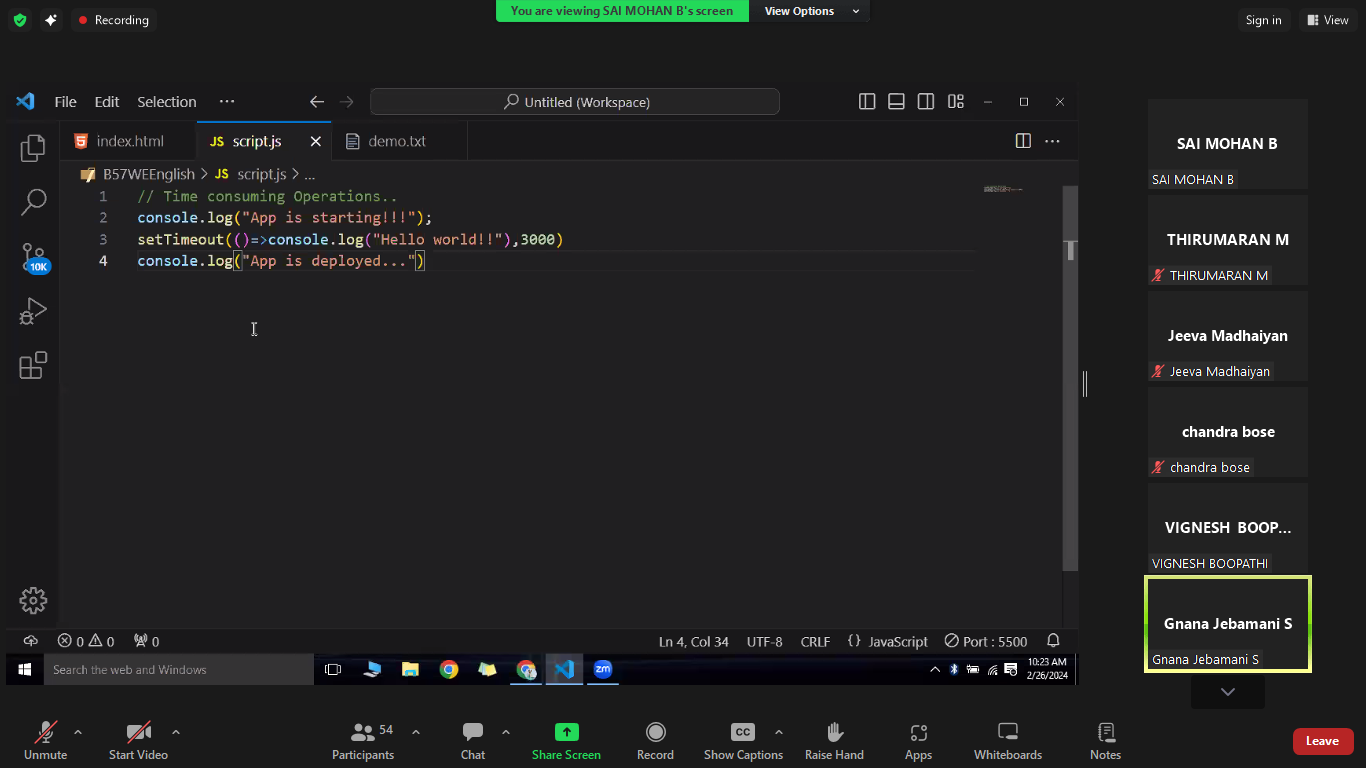 Recording
You are viewing SAI MOHAN B's screen
View Options
Sign in
View
File Edit Selection ···
Untitled (Workspace)
index.html
JS script.js
demo.txt
B57WEEnglish > JS script.js > ...
1 // Time consuming Operations..
2 console.log("App is starting!!!");
3 setTimeout(()=>console.log("Hello world!!"),3000)
4 console.log("App is deployed...")
10K
0 0 0
Ln 4, Col 34 UTF-8 CRLF {} JavaScript Port : 5500
Search the web and Windows
zm
10:23 AM
2/26/2024
SAI MOHAN B
SAI MOHAN B
THIRUMARAN M
THIRUMARAN M
Jeeva Madhaiyan
Jeeva Madhaiyan
chandra bose
chandra bose
VIGNESH BOOP...
VIGNESH BOOPATHI
Gnana Jebamani S
Gnana Jebamani S
Unmute
Start Video
54
Participants
Chat
Share Screen
Record
CC
Show Captions
Raise Hand
Apps
Whiteboards
Notes
Leave